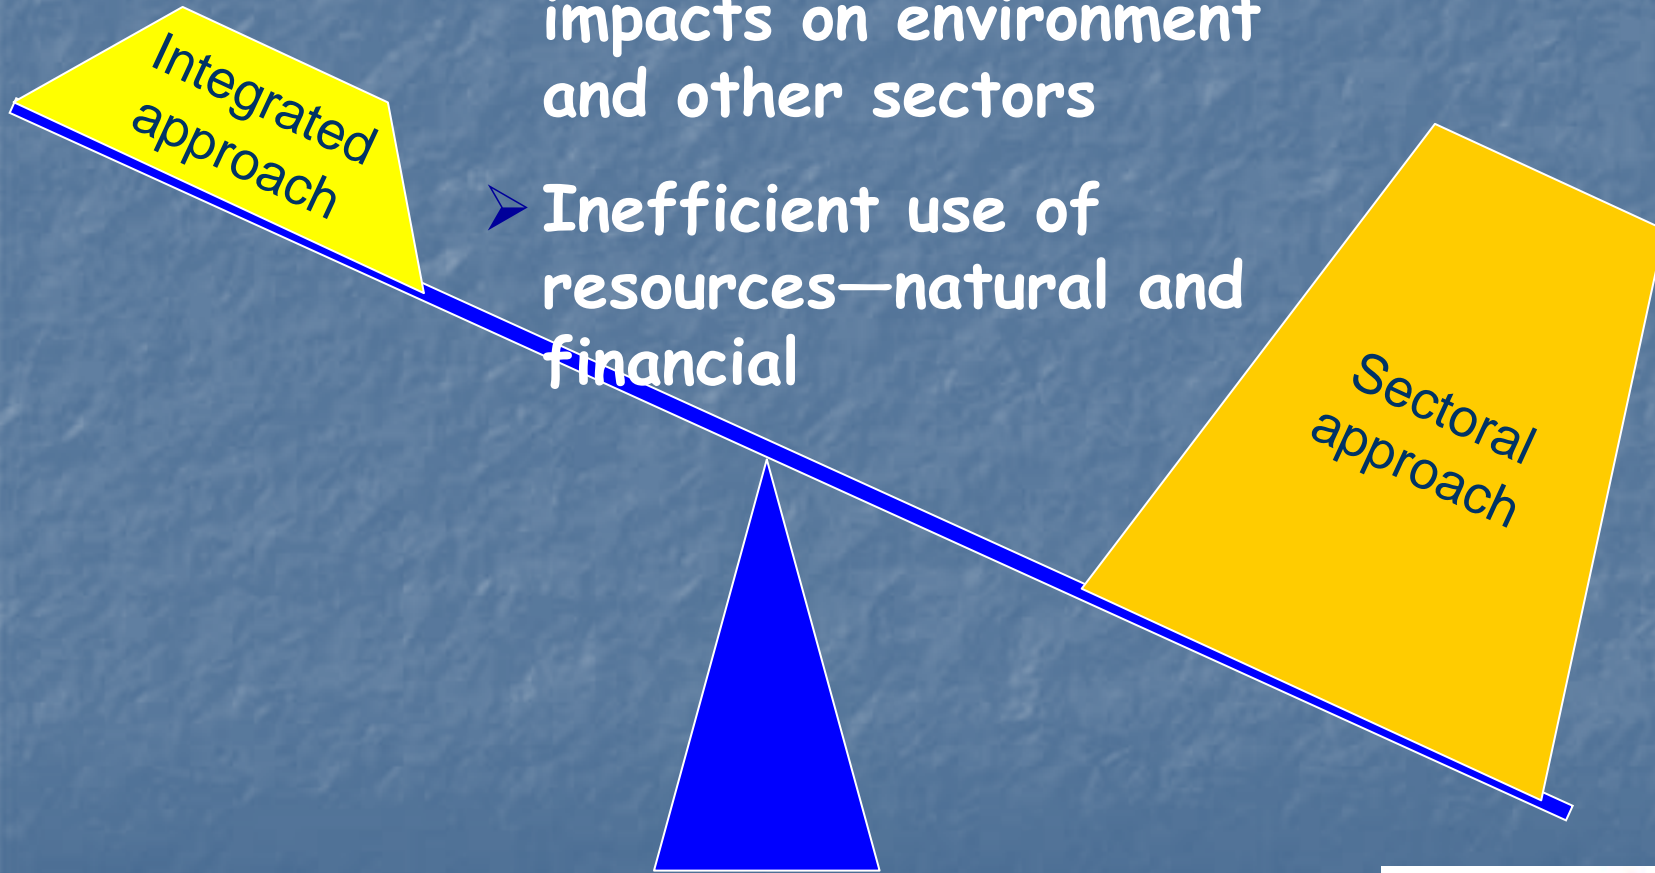 impacts on environment
and other sectors
Inefficient use of
resources—natural and
financial
Integrated
approach
Sectoral
approach